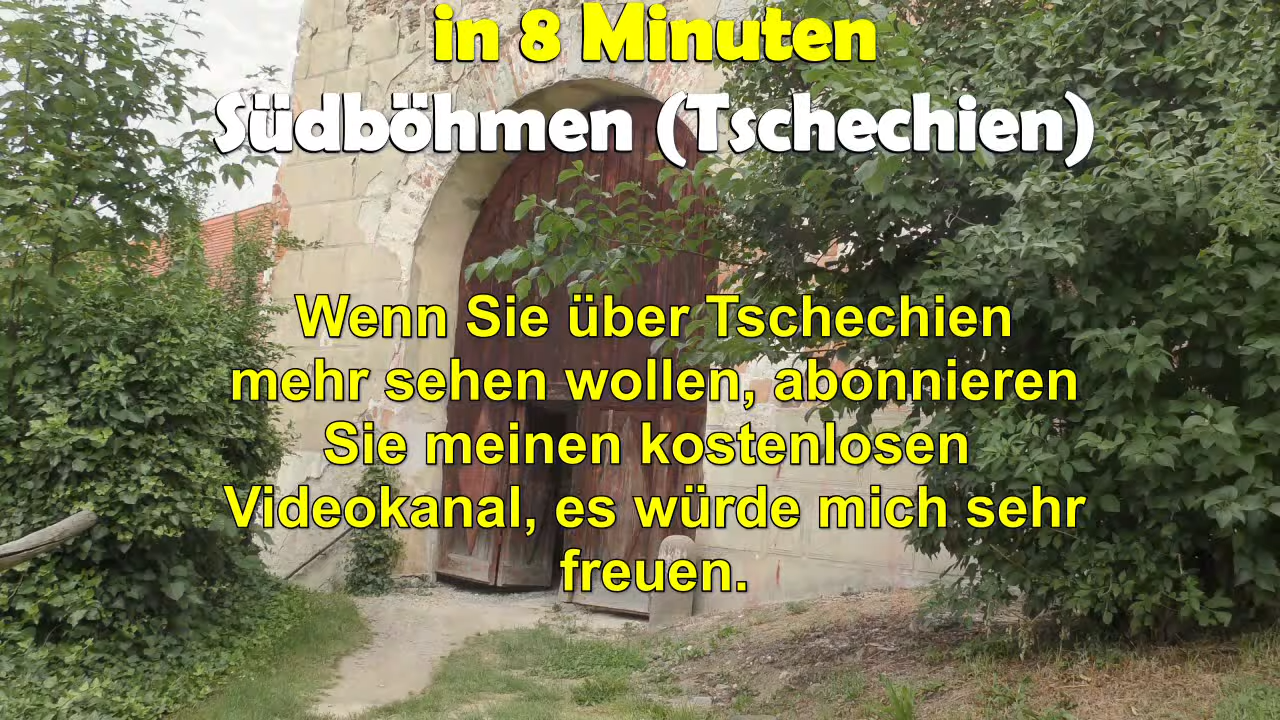 in 8 Minuten
Südböhmen (Tschechien)
Wenn Sie über Tschechien
mehr sehen wollen, abonnieren
Sie meinen kostenlosen
Videokanal, es würde mich sehr
freuen.